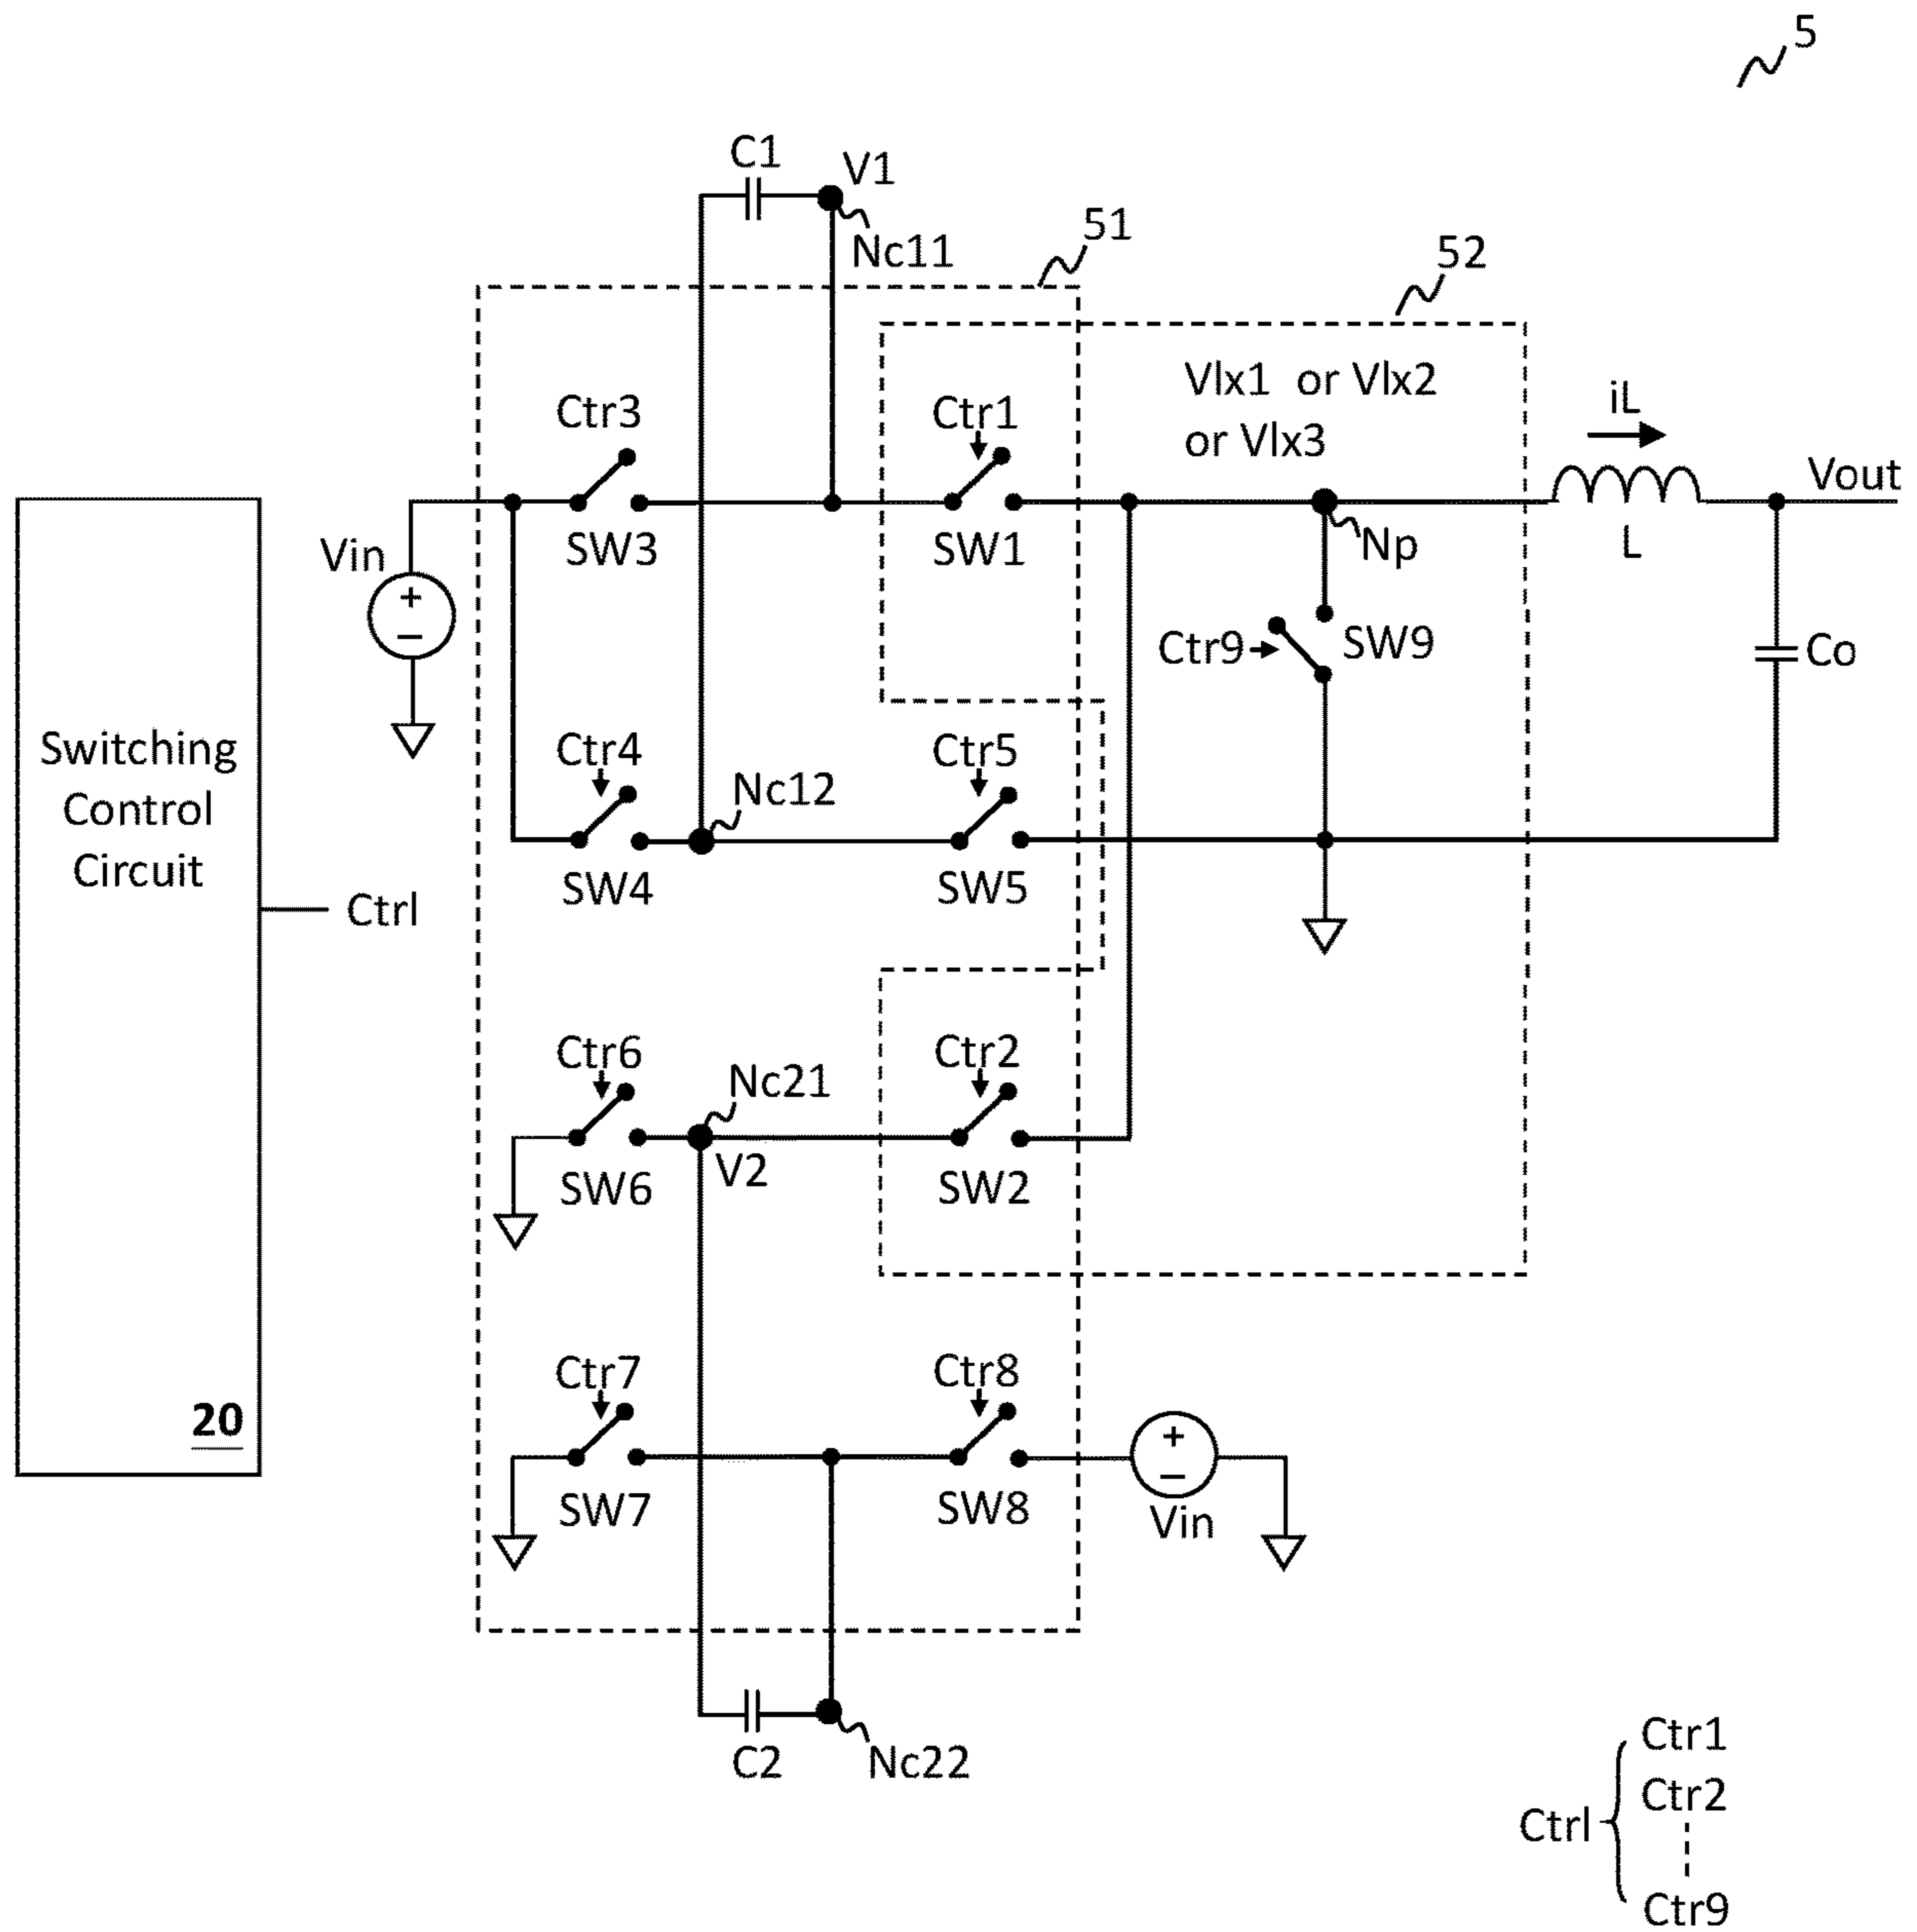 5
C1
V1
Nc11
51
52
Vlx1 or Vlx2
or Vlx3
iL
Ctr3
Ctr1
Vout
Vin
+
−
SW3
SW1
Np
L
Ctr9
SW9
Co
Switching
Control
Circuit
Ctrl
20
Ctr4
Nc12
Ctr5
SW4
SW5
Ctr6
Nc21
Ctr2
SW6
V2
SW2
Ctr7
Ctr8
SW7
SW8
+
−
Vin
C2
Nc22
Ctrl
Ctr1
Ctr2
Ctr9